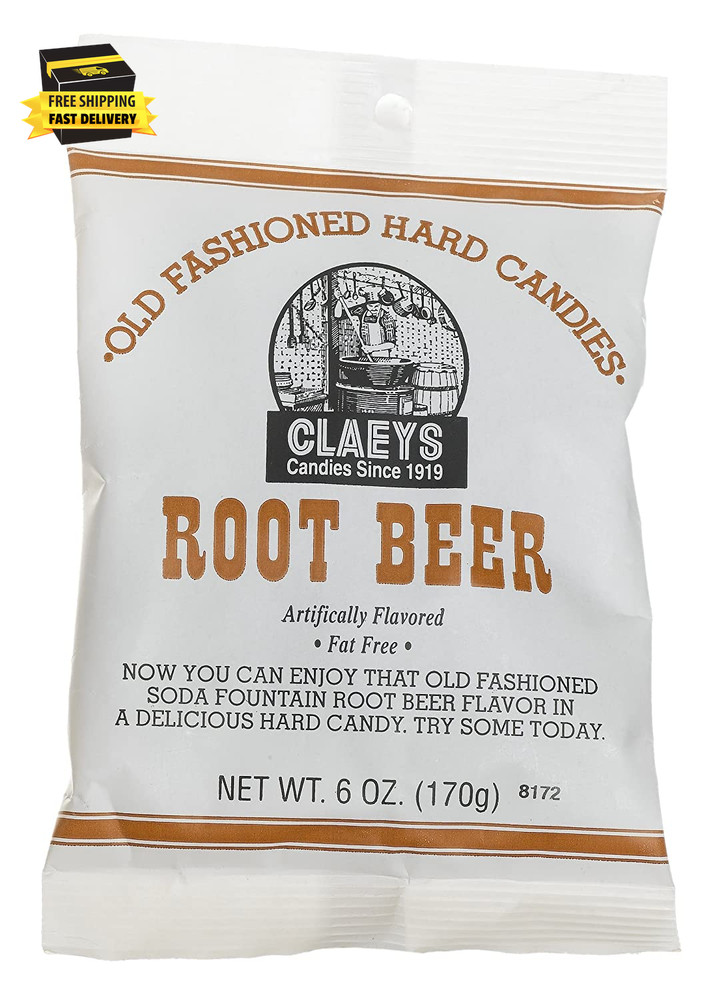 FREE SHIPPING
FAST DELIVERY
•OLD FASHIONED HARD CANDIES•
CLAEYS
Candies Since 1919
ROOT BEER
Artifically Flavored
• Fat Free •
NOW YOU CAN ENJOY THAT OLD FASHIONED
SODA FOUNTAIN ROOT BEER FLAVOR IN
A DELICIOUS HARD CANDY. TRY SOME TODAY.
NET WT. 6 OZ. (170g) 8172